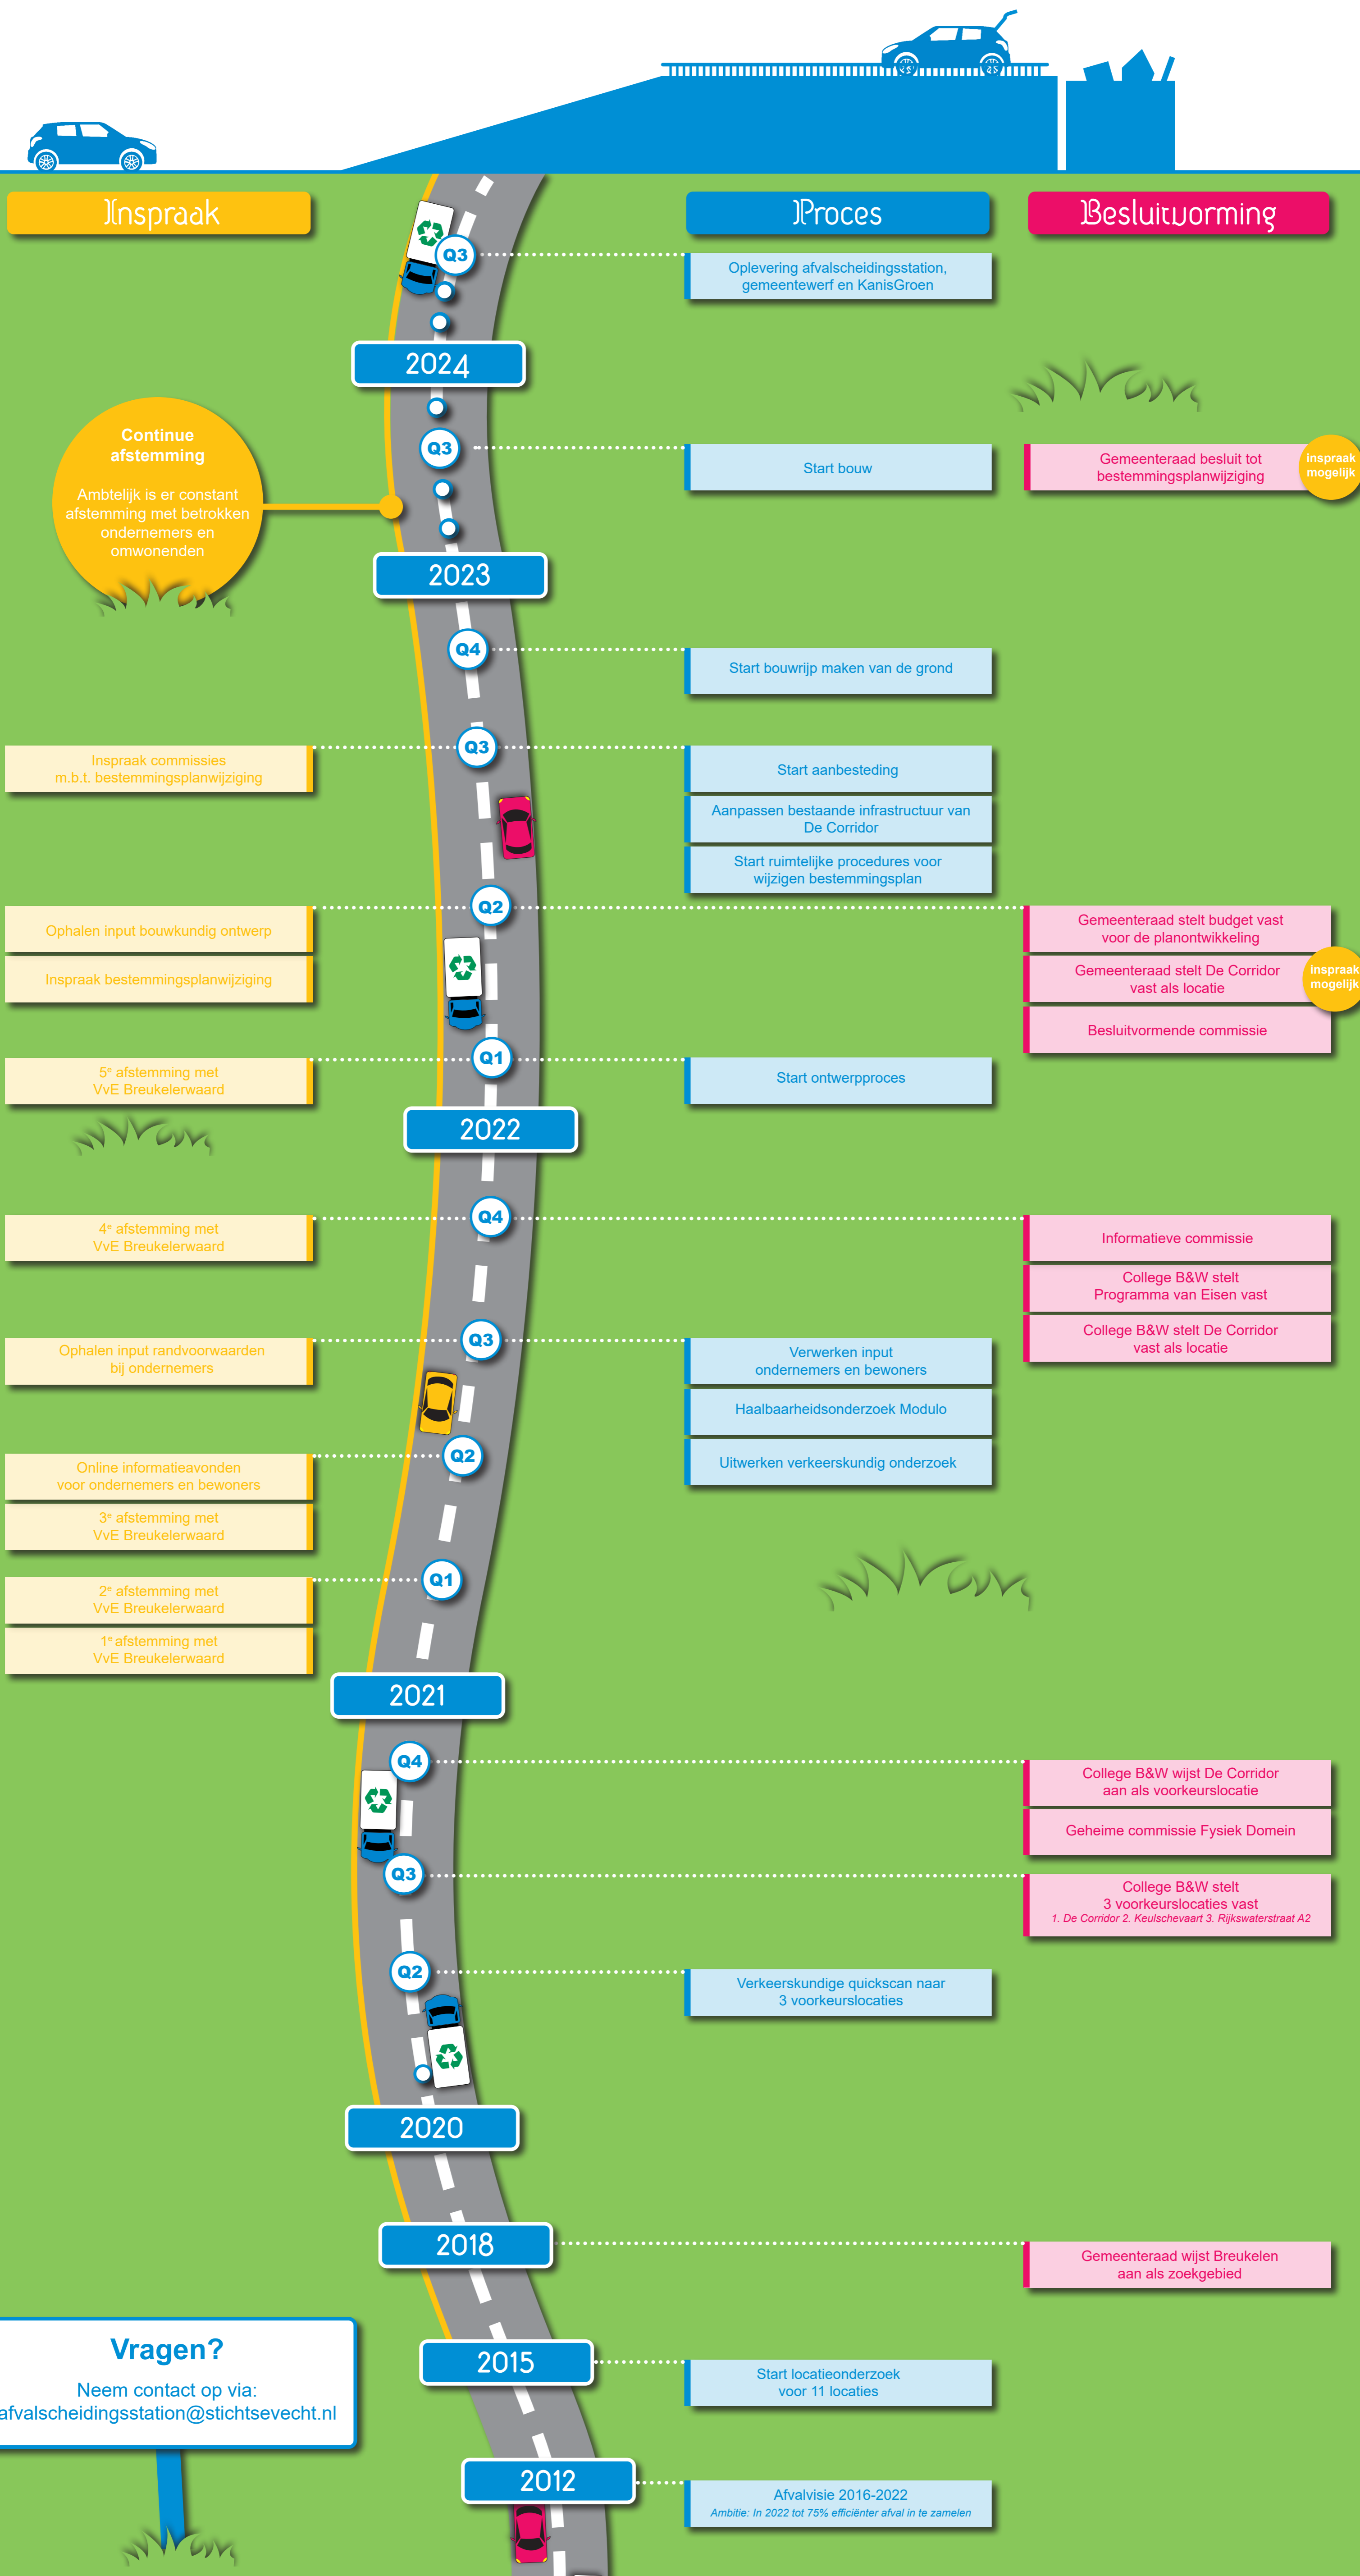 Inspraak
Proces
Besluitvorming
Q3
Oplevering afvalscheidingsstation,
gemeentewerf en KanisGroen
2024
Continue
afstemming
Ambtelijk is er constant
afstemming met betrokken
ondernemers en
omwonenden
Q3
Start bouw
Gemeenteraad besluit tot
bestemmingsplanwijziging
inspraak
mogelijk
2023
Q4
Start bouwrijp maken van de grond
Q3
Inspraak commissies
m.b.t. bestemmingsplanwijziging
Start aanbesteding
Aanpassen bestaande infrastructuur van
De Corridor
Start ruimtelijke procedures voor
wijzigen bestemmingsplan
Q2
Ophalen input bouwkundig ontwerp
Inspraak bestemmingsplanwijziging
Gemeenteraad stelt budget vast
voor de planontwikkeling
Gemeenteraad stelt De Corridor
vast als locatie
inspraak
mogelijk
Besluitvormende commissie
Q1
5e afstemming met
VvE Breukelerwaard
Start ontwerpproces
2022
Q4
4e afstemming met
VvE Breukelerwaard
Informatieve commissie
College B&W stelt
Programma van Eisen vast
College B&W stelt De Corridor
vast als locatie
Q3
Ophalen input randvoorwaarden
bij ondernemers
Verwerken input
ondernemers en bewoners
Haalbaarheidsonderzoek Modulo
Uitwerken verkeerskundig onderzoek
Q2
Online informatieavonden
voor ondernemers en bewoners
3e afstemming met
VvE Breukelerwaard
Q1
2e afstemming met
VvE Breukelerwaard
1e afstemming met
VvE Breukelerwaard
2021
Q4
College B&W wijst De Corridor
aan als voorkeurslocatie
Geheime commissie Fysiek Domein
Q3
College B&W stelt
3 voorkeurslocaties vast
1. De Corridor 2. Keulschevaart 3. Rijkswaterstraat A2
Q2
Verkeerskundige quickscan naar
3 voorkeurslocaties
2020
2018
Gemeenteraad wijst Breukelen
aan als zoekgebied
Vragen?
Neem contact op via:
afvalscheidingsstation@stichtsevecht.nl
2015
Start locatieonderzoek
voor 11 locaties
2012
Afvalvisie 2016-2022
Ambitie: In 2022 tot 75% efficiënter afval in te zamelen